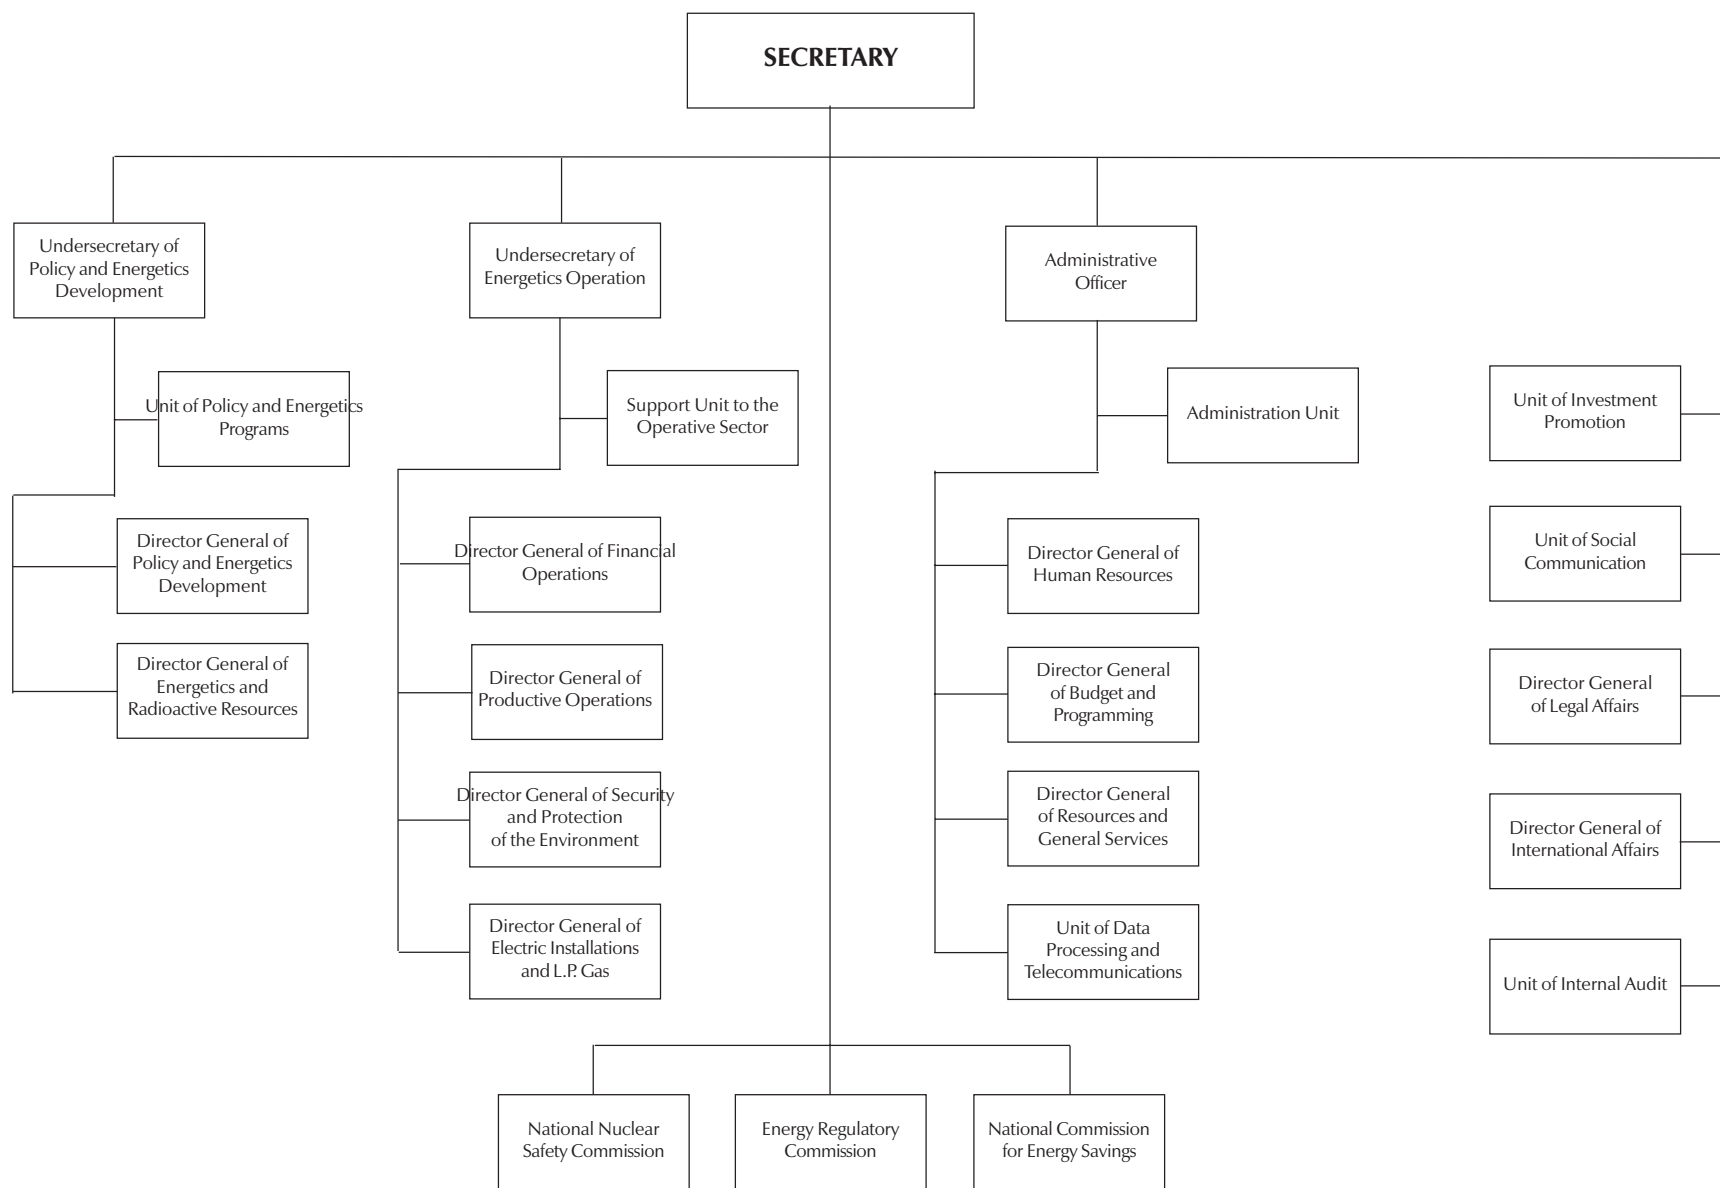 SECRETARY
Undersecretary of
Policy and Energetics
Development
Undersecretary of
Energetics Operation
Administrative
Officer
Unit of Policy and Energetics
Programs
Support Unit to the
Operative Sector
Administration Unit
Unit of Investment
Promotion
Director General of
Policy and Energetics
Development
Director General of Financial
Operations
Director General of
Human Resources
Unit of Social
Communication
Director General of
Energetics and
Radioactive Resources
Director General of
Productive Operations
Director General
of Budget and
Programming
Director General
of Legal Affairs
Director General of Security
and Protection
of the Environment
Director General
of Resources and
General Services
Director General of
International Affairs
Director General of
Electric Installations
and L.P. Gas
Unit of Data
Processing and
Telecommunications
Unit of Internal Audit
National Nuclear
Safety Commission
Energy Regulatory
Commission
National Commission
for Energy Savings